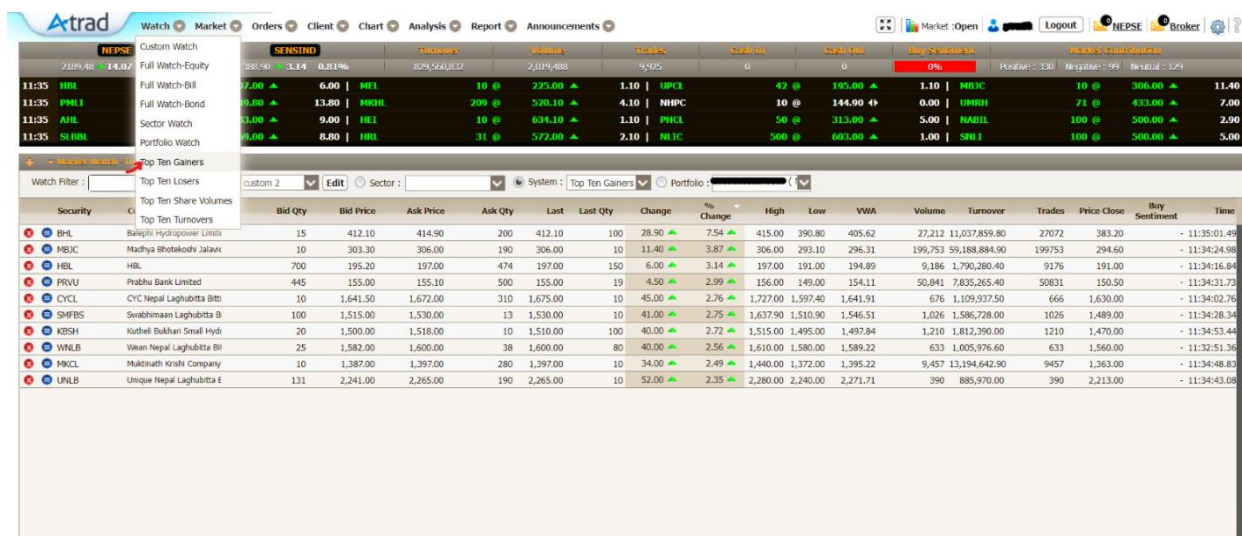 Atrad Watch Market Orders Client Chart Analysis Report Announcements Market :Open Logout 0 NEPSE 0 Broker
NEPSE SENSIND Turnover Volume Trades Cash In Cash Out Buy Sentiment Market Contribution
2189.48 14.07 388.90 3.14 0.81% 829,560,832 2,019,488 9,925 0 0 0% Positive : 330 Negative : 99 Neutral : 129
Custom Watch
Full Watch-Equity
Full Watch-Bill
Full Watch-Bond
Sector Watch
Portfolio Watch
Top Ten Gainers
Top Ten Losers
Top Ten Share Volumes
Top Ten Turnovers
11:35 HBL 7.00 6.00 | MEL 10 @ 225.00 1.10 | UPCL 42 @ 195.00 1.10 | MBJC 10 @ 306.00 11.40
11:35 PMLI 9.80 13.80 | MKHL 209 @ 520.10 4.10 | NHPC 10 @ 144.90 0.00 | UMRH 71 @ 433.00 7.00
11:35 AHL 3.00 9.00 | HEI 10 @ 634.10 1.10 | PHCL 50 @ 313.00 5.00 | NABIL 100 @ 500.00 2.90
11:35 SLBBL 9.00 8.80 | HRL 31 @ 572.00 2.10 | NLIC 500 @ 603.00 1.00 | SNLI 100 @ 500.00 5.00
Market Watch
Watch Filter : custom 2 Edit Sector : System : Top Ten Gainers Portfolio :
Security Bid Qty Bid Price Ask Price Ask Qty Last Last Qty Change % Change High Low VWA Volume Turnover Trades Price Close Buy Sentiment Time
BHL Balephi Hydropower Limit 15 412.10 414.90 200 412.10 100 28.90 7.54 415.00 390.80 405.62 27,212 11,037,859.80 27072 383.20 - 11:35:01.49
MBJC Madhya Bhotekoshi Jalavic 10 303.30 306.00 190 306.00 10 11.40 3.87 306.00 293.10 296.31 199,753 59,188,884.90 199753 294.60 - 11:34:24.98
HBL HBL 700 195.20 197.00 474 197.00 150 6.00 3.14 197.00 191.00 194.89 9,186 1,790,280.40 9176 191.00 - 11:34:16.84
PRVU Prabhu Bank Limited 445 155.00 155.10 500 155.00 19 4.50 2.99 156.00 149.00 154.11 50,841 7,835,265.40 50831 150.50 - 11:34:31.73
CYCL CYC Nepal Laghubitta Bitti 10 1,641.50 1,672.00 310 1,675.00 10 45.00 2.76 1,727.00 1,597.40 1,641.91 676 1,109,937.50 666 1,630.00 - 11:34:02.76
SMFBS Swabhimaan Laghubitta B 100 1,515.00 1,530.00 13 1,530.00 10 41.00 2.75 1,637.90 1,510.90 1,546.51 1,026 1,586,728.00 1026 1,489.00 - 11:34:28.34
KBSH Kutheli Bukhari Small Hydr 20 1,500.00 1,518.00 10 1,510.00 100 40.00 2.72 1,515.00 1,495.00 1,497.84 1,210 1,812,390.00 1210 1,470.00 - 11:34:53.44
WNLB Wean Nepal Laghubitta Bit 25 1,582.00 1,600.00 38 1,600.00 80 40.00 2.56 1,610.00 1,580.00 1,589.22 633 1,005,976.60 633 1,560.00 - 11:32:51.36
MKCL Muktinath Krishi Company 10 1,387.00 1,397.00 280 1,397.00 10 34.00 2.49 1,440.00 1,372.00 1,395.22 9,457 13,194,642.90 9457 1,363.00 - 11:34:48.83
UNLB Unique Nepal Laghubitta E 131 2,241.00 2,265.00 190 2,265.00 10 52.00 2.35 2,280.00 2,240.00 2,271.71 390 885,970.00 390 2,213.00 - 11:34:43.08